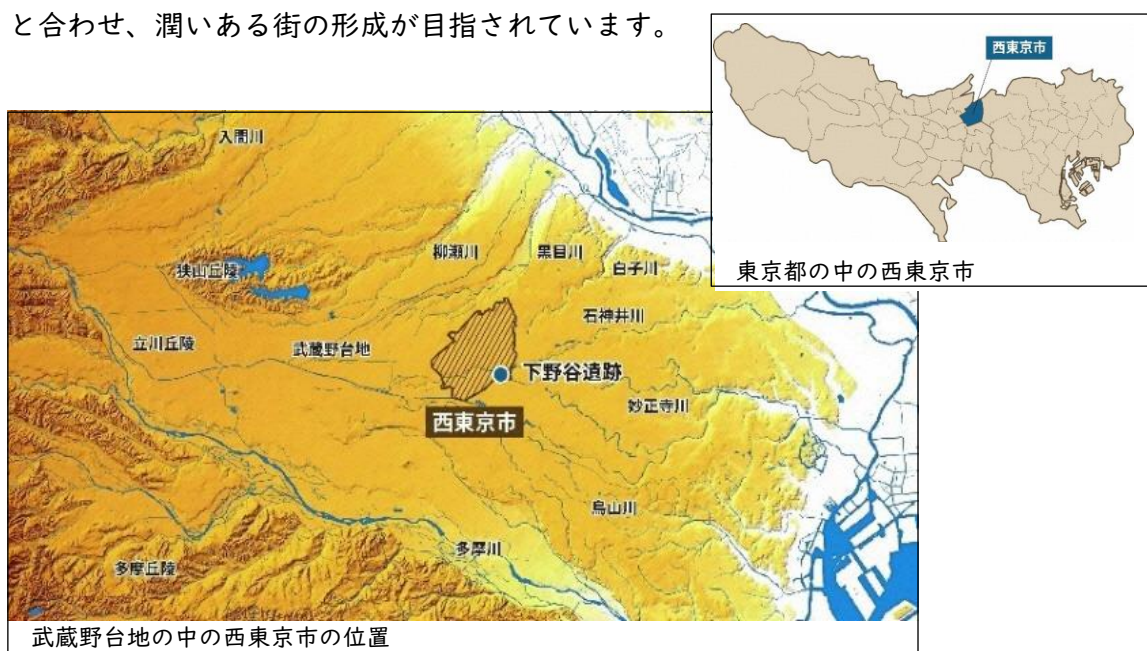 と合わせ、潤いある街の形成が目指されています。
西東京市
東京都の中の西東京市
入間川
柳瀬川
黒目川
白子川
狭山丘陵
石神井川
立川丘陵
武蔵野台地
下野谷遺跡
妙正寺川
西東京市
烏山川
多摩川
多摩丘陵
武蔵野台地の中の西東京市の位置